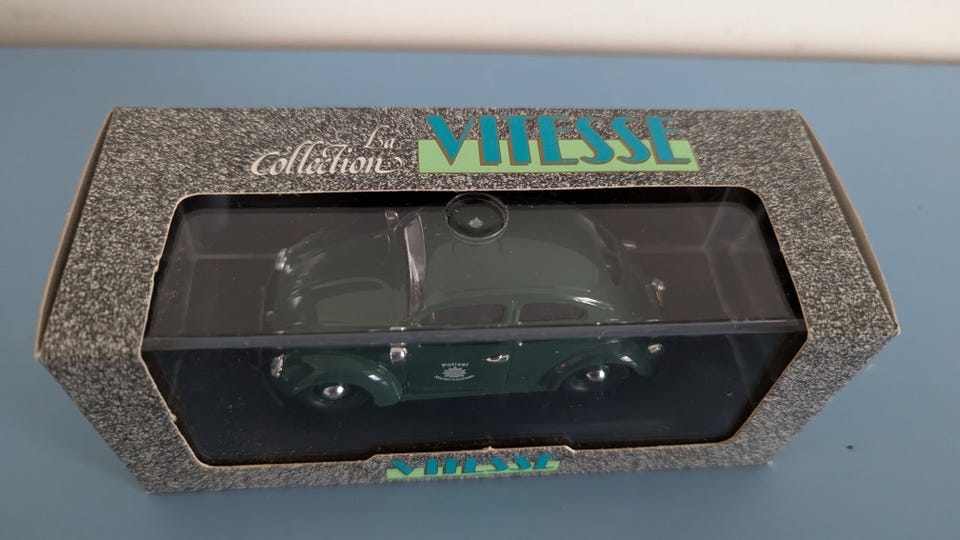 La
Collection
VITESSE
Polizei
VITESSE